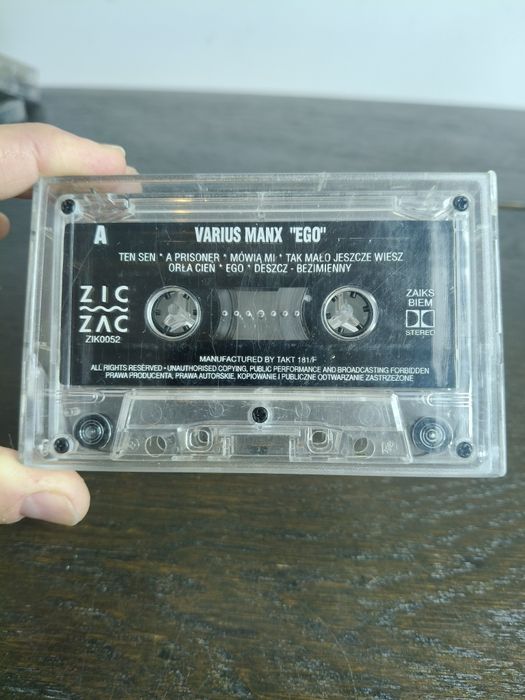 A
VARIUS MANX "EGO"
TEN SEN * A PRISONER * MÓWIĄ MI * TAK MAŁO JESZCZE WIESZ
ORŁA CIEN * EGO * DESZCZ - BEZIMIENNY
ZIC
ZAC
ZIK0052
ZAIKS
BIEM
STEREO
MANUFACTURED BY TAKT 181/F
ALL RIGHTS RESERVED - UNAUTHORISED COPYING, PUBLIC PERFORMANCE AND BROADCASTING FORBIDDEN
PRAWA PRODUCENTA, PRAWA AUTORSKIE, KOPIOWANIE I PUBLICZNE ODTWARZANIE ZASTRZEŻONE